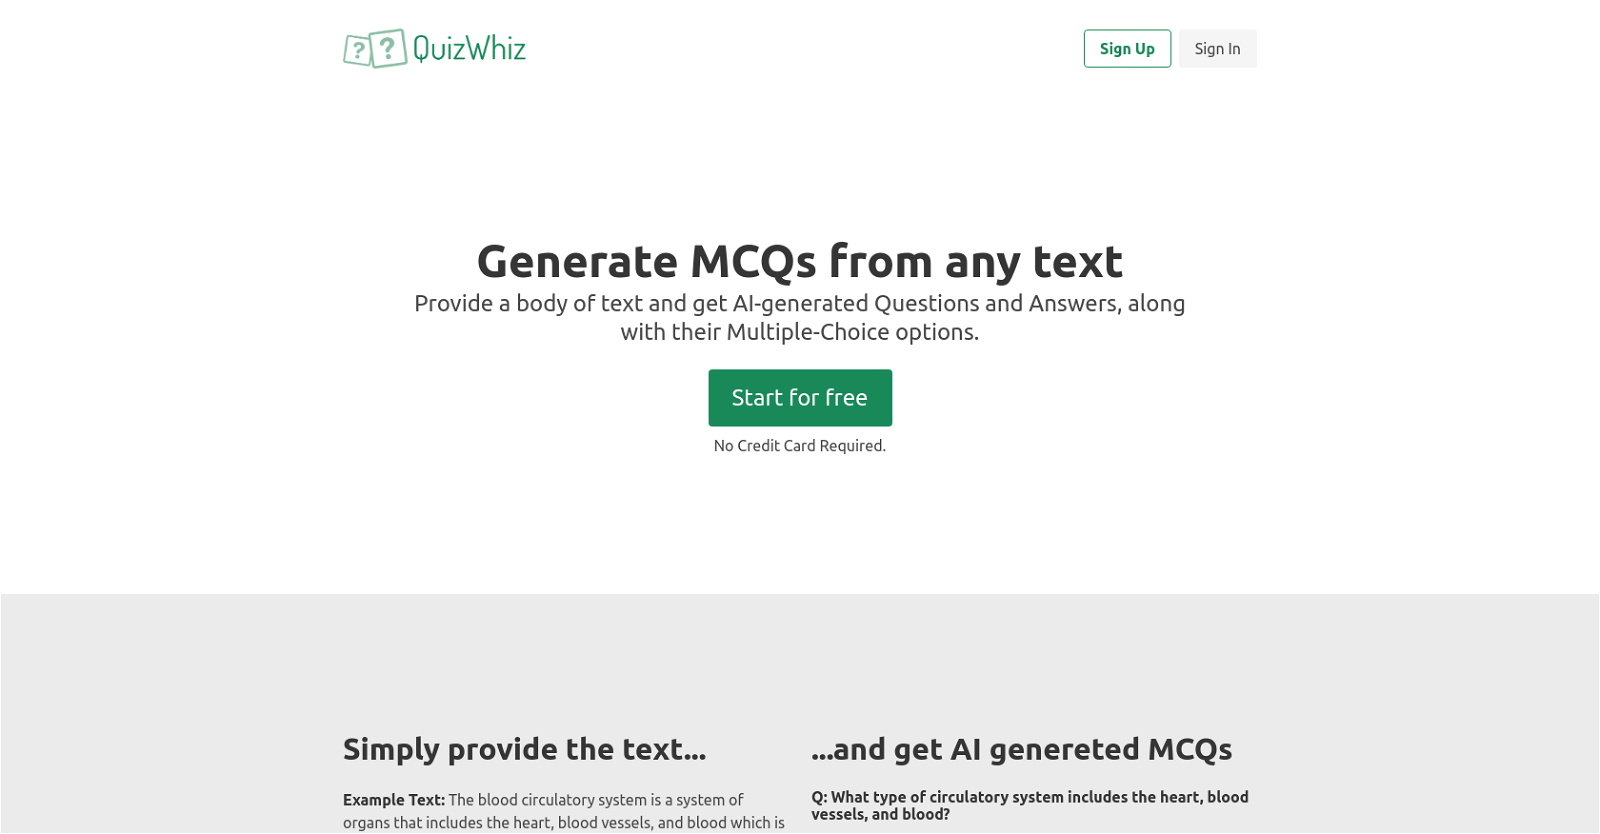 ? ? QuizWhiz
Sign Up
Sign In
Generate MCQs from any text
Provide a body of text and get AI-generated Questions and Answers, along
with their Multiple-Choice options.
Start for free
No Credit Card Required.
Simply provide the text...
Example Text: The blood circulatory system is a system of
organs that includes the heart, blood vessels, and blood which is
...and get AI genereted MCQs
Q: What type of circulatory system includes the heart, blood
vessels, and blood?